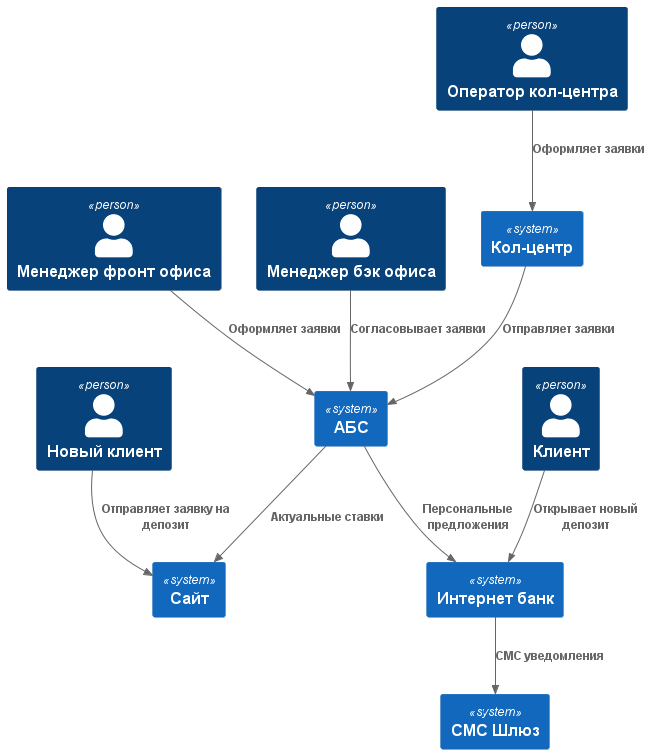 «person»
Оператор кол-центра
Оформляет заявки
«person»
Менеджер фронт офиса
«person»
Менеджер бэк офиса
«system»
Кол-центр
Оформляет заявки
Согласовывает заявки
Отправляет заявки
«person»
Новый клиент
«system»
АБС
«person»
Клиент
Отправляет заявку на
депозит
Актуальные ставки
Персональные
предложения
Открывает новый
депозит
«system»
Сайт
«system»
Интернет банк
СМС уведомления
«system»
СМС Шлюз